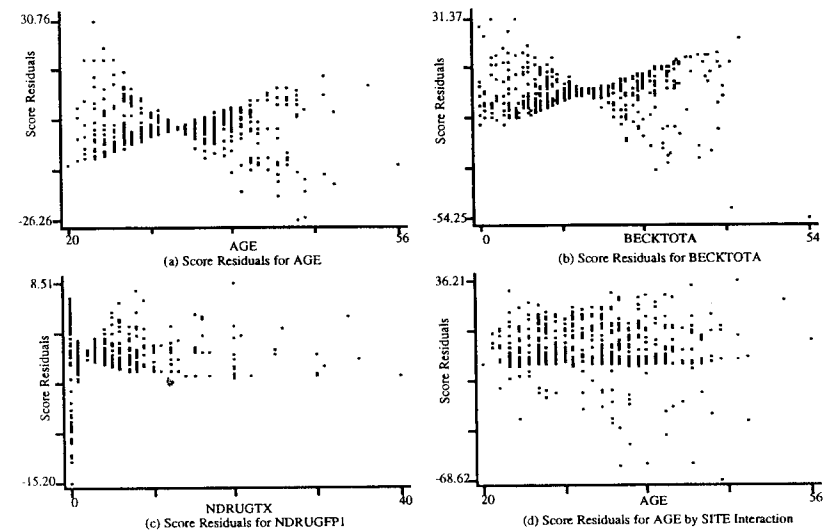 30.76
Score Residuals
-26.26
20
56
AGE
(a) Score Residuals for AGE
31.37
Score Residuals
-54.25
0
54
BECKTOTA
(b) Score Residuals for BECKTOTA
8.51
Score Residuals
-15.20
0
40
NDRUGTX
(c) Score Residuals for NDRUGFP1
36.21
Score Residuals
-68.62
20
56
AGE
(d) Score Residuals for AGE by SITE Interaction